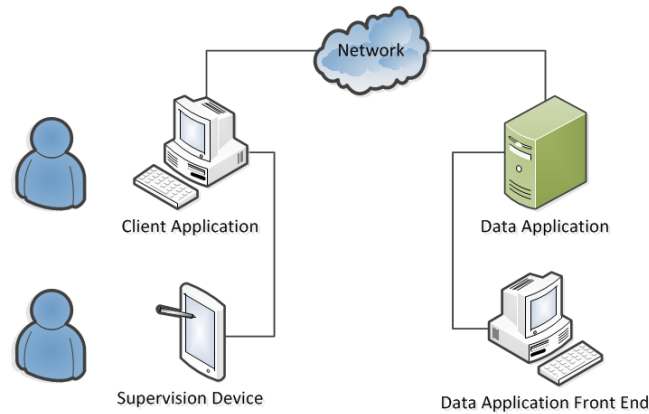 Network
Client Application
Data Application
Supervision Device
Data Application Front End